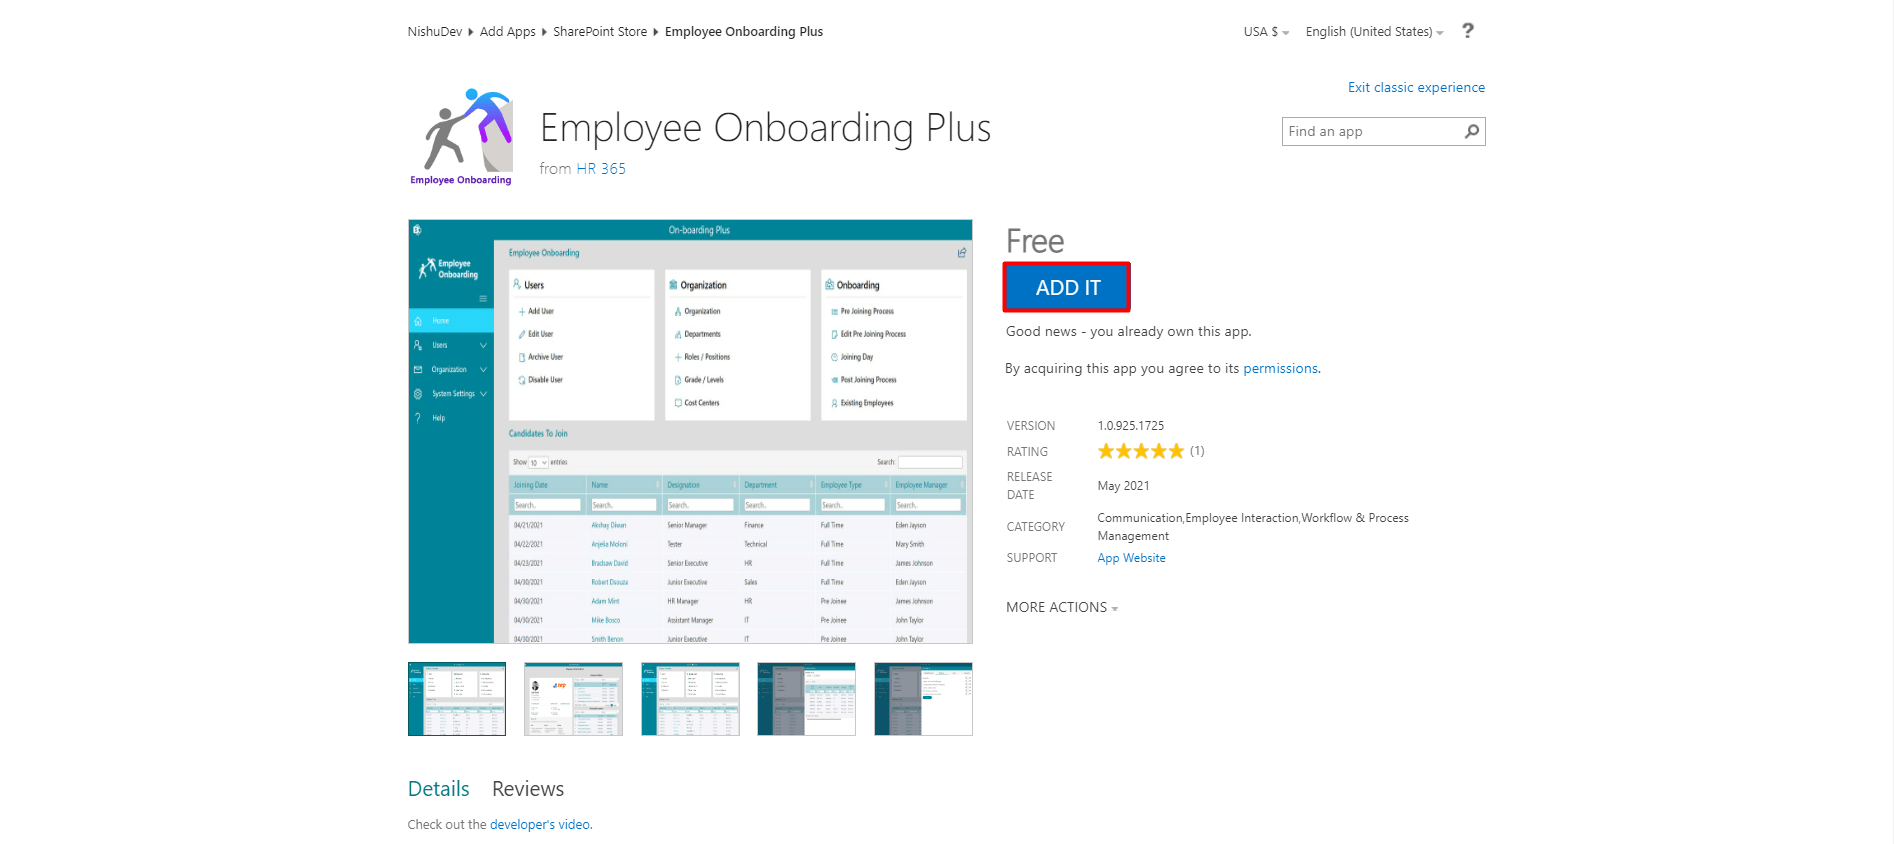 NishuDev ▸ Add Apps ▸ SharePoint Store ▸ Employee Onboarding Plus
USA $
English (United States)
?
Exit classic experience
Find an app
Employee Onboarding
Employee Onboarding Plus
from HR 365
On-boarding Plus
Employee
Onboarding
Home
Users
Organization
System Settings
Help
Employee Onboarding
Users
Add User
Edit User
Archive User
Disable User
Organization
Organization
Departments
Roles / Positions
Grade / Levels
Cost Centers
Onboarding
Pre Joining Process
Edit Pre Joining Process
Joining Day
Post Joining Process
Existing Employees
Candidates To Join
Show 10 entries
Search:
Joining Date Name Designation Department Employee Type Employee Manager
Search.. Search.. Search.. Search.. Search.. Search..
04/21/2021 Akshay Diwan Senior Manager Finance Full Time Eden Jayson
04/22/2021 Anjelia Moloni Tester Technical Full Time Mary Smith
04/23/2021 Bradsaw David Senior Executive HR Full Time James Johnson
04/30/2021 Robert Dsouza Junior Executive Sales Full Time Eden Jayson
04/30/2021 Adam Mint HR Manager HR Pre Joinee James Johnson
04/30/2021 Mike Bosco Assistant Manager IT Pre Joinee John Taylor
04/30/2021 Smith Benon Junior Executive IT Pre Joinee John Taylor
Free
ADD IT
Good news - you already own this app.
By acquiring this app you agree to its permissions.
VERSION 1.0.925.1725
RATING (1)
RELEASE
DATE
May 2021
CATEGORY
Communication,Employee Interaction,Workflow & Process
Management
SUPPORT App Website
MORE ACTIONS
Details Reviews
Check out the developer's video.